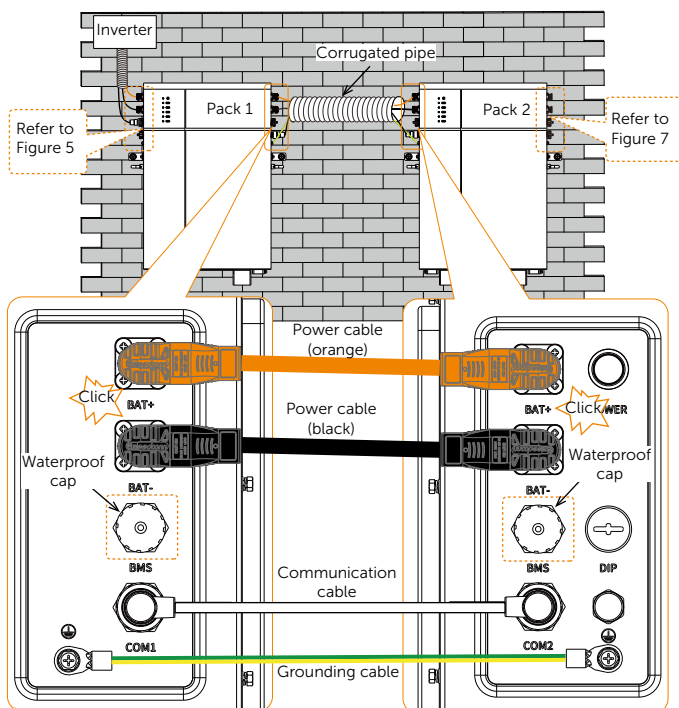 Inverter
Corrugated pipe
Pack 1
Pack 2
Refer to
Figure 5
Refer to
Figure 7
Power cable
(orange)
Click
BAT+
BAT+
Click
WER
Power cable
(black)
Waterproof
cap
Waterproof
cap
BAT-
BAT-
BMS
BMS
DIP
Communication
cable
COM1
COM2
Grounding cable